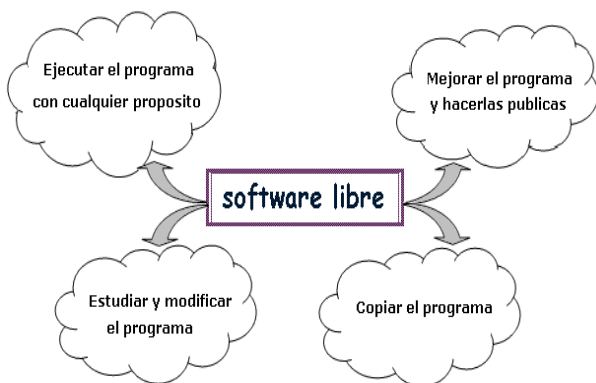 Ejecutar el programa
con cualquier proposito
Mejorar el programa
y hacerlas publicas
software libre
Estudiar y modificar
el programa
Copiar el programa